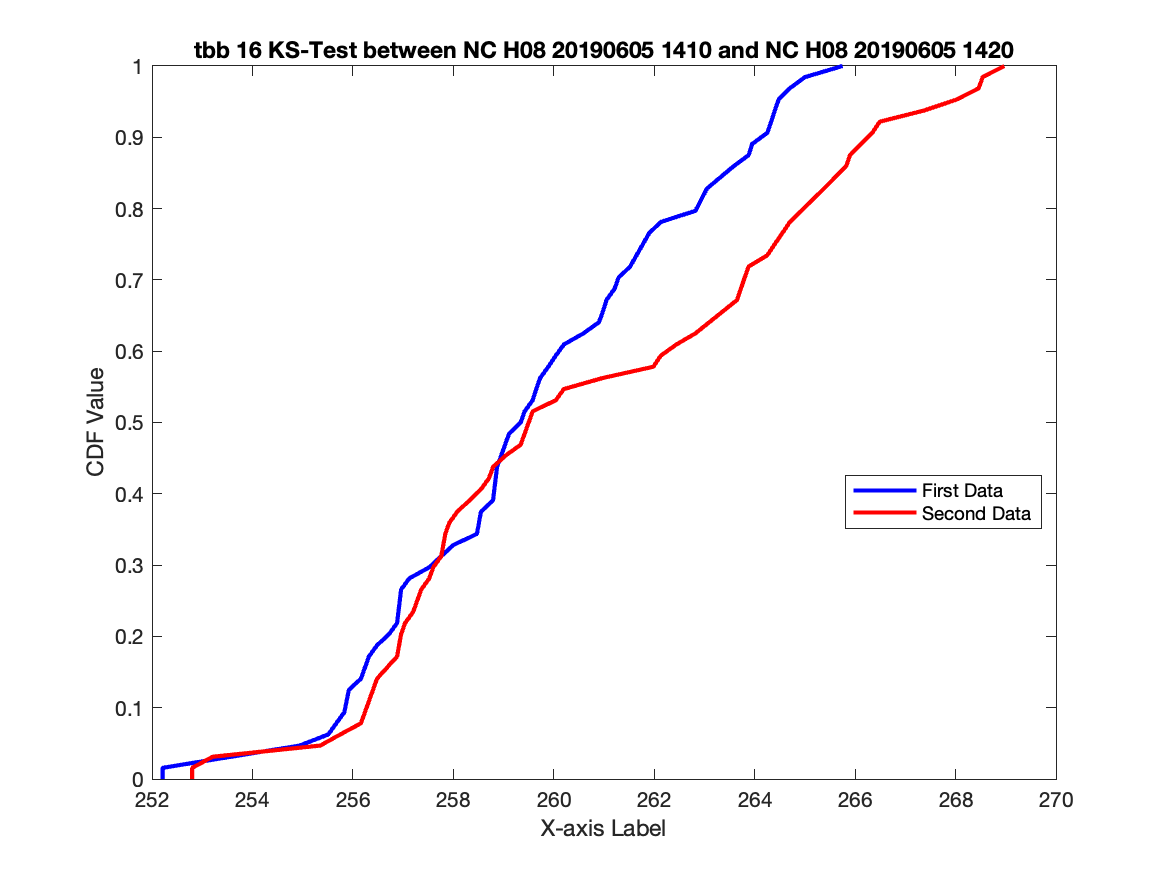 tbb 16 KS-Test between NC H08 20190605 1410 and NC H08 20190605 1420
1
0.9
0.8
0.7
0.6
0.5
0.4
0.3
0.2
0.1
0
CDF Value
First Data
Second Data
252 254 256 258 260 262 264 266 268 270
X-axis Label